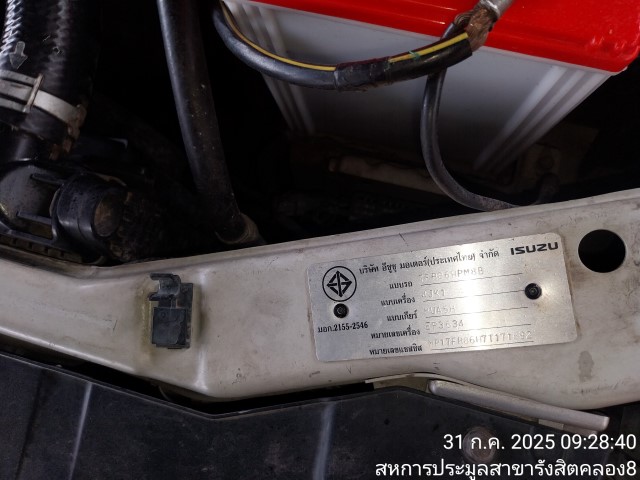 บริษัท อีซูซุ มอเตอร์(ประเทศไทย) จำกัด ISUZU
แบบรถ TFR86HPM8B
แบบเครื่อง 4JK1
แบบเกียร์ MVA6H
หมายเลขเครื่อง EP3634
มอก.2155-2546
หมายเลขแชสซิส
31 ก.ค. 2025 09:28:40
สหการประมูลสาขารังสิตคลอง8